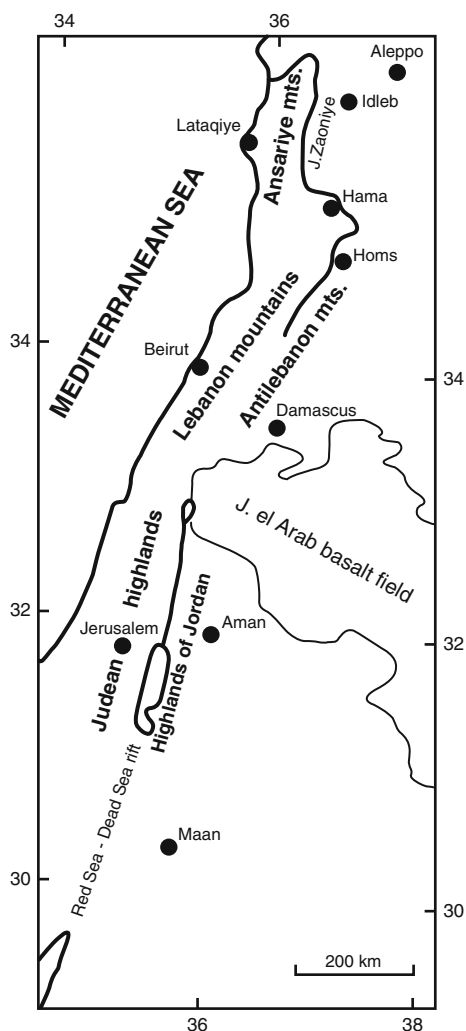 34
36
Aleppo
Idleb
Lataqiye
Ansariye mts.
J.Zaoniye
Hama
Homs
MEDITERRANEAN SEA
34
Beirut
Lebanon mountains
Antilebanon mts.
34
Damascus
J. el Arab basalt field
highlands
32
Jerusalem
Aman
32
Judean
Highlands of Jordan
Red Sea - Dead Sea rift
Maan
30
30
200 km
36
38